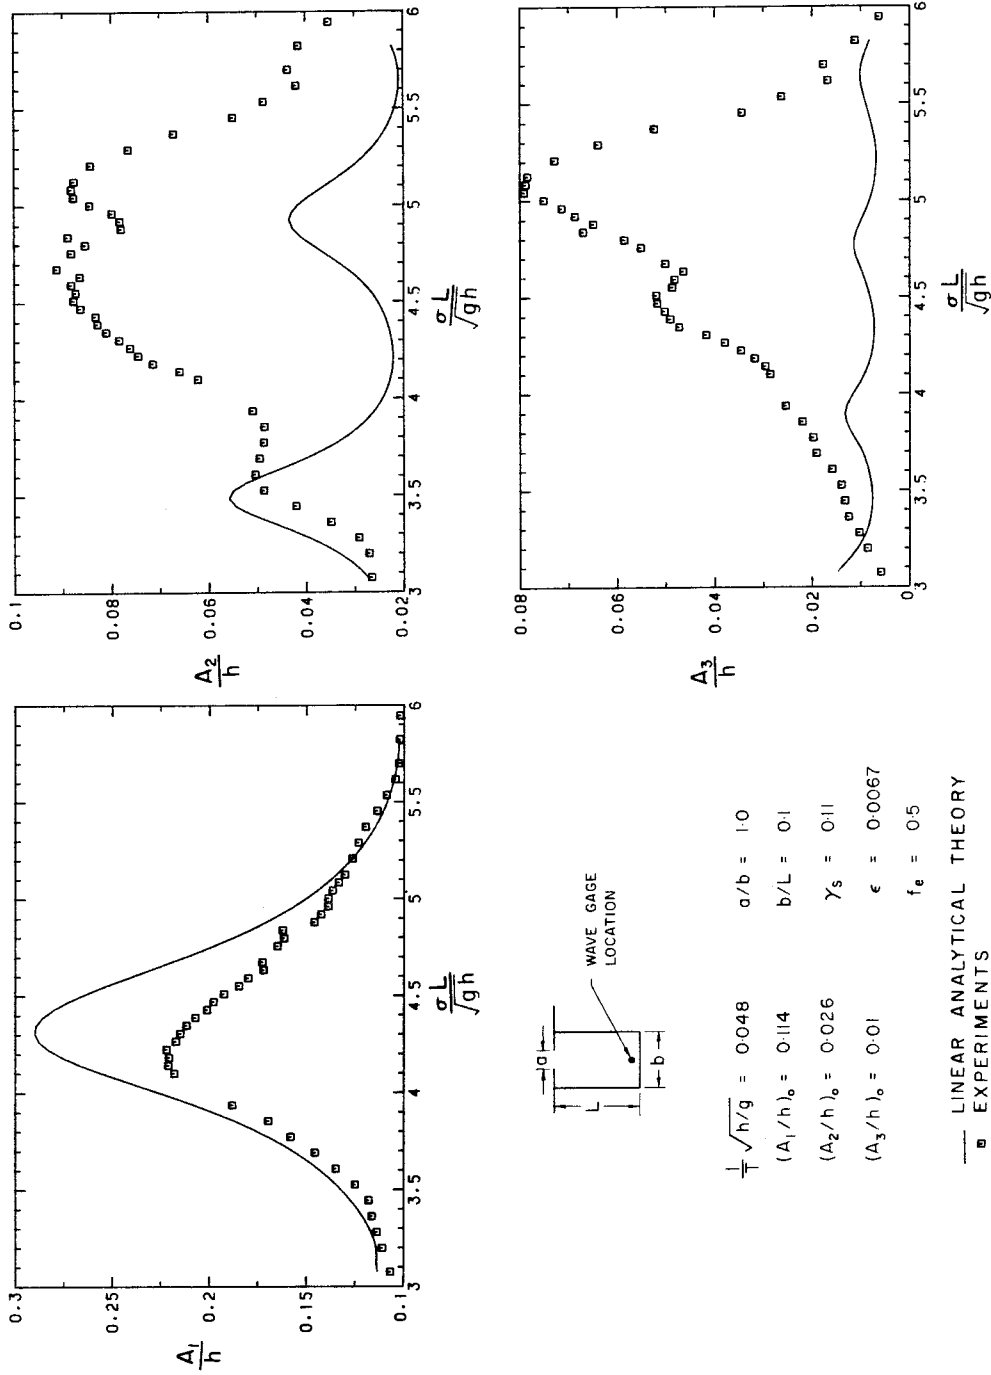 A₁/h
0.3
0.25
0.2
0.15
0.1
3
3.5
4
4.5
5
5.5
6
σL/√gh
A₂/h
0.1
0.08
0.06
0.04
0.02
3
3.5
4
4.5
5
5.5
6
σL/√gh
A₃/h
0.08
0.06
0.04
0.02
0
3
3.5
4
4.5
5
5.5
6
σL/√gh
a
L
b
WAVE GAGE
LOCATION
1/T √h/g = 0·048
a/b = 1·0
(A₁/h)ₒ = 0·114
b/L = 0·1
(A₂/h)ₒ = 0·026
γₛ = 0·11
(A₃/h)ₒ = 0·01
ϵ = 0·0067
fₑ = 0·5
— LINEAR ANALYTICAL THEORY
EXPERIMENTS